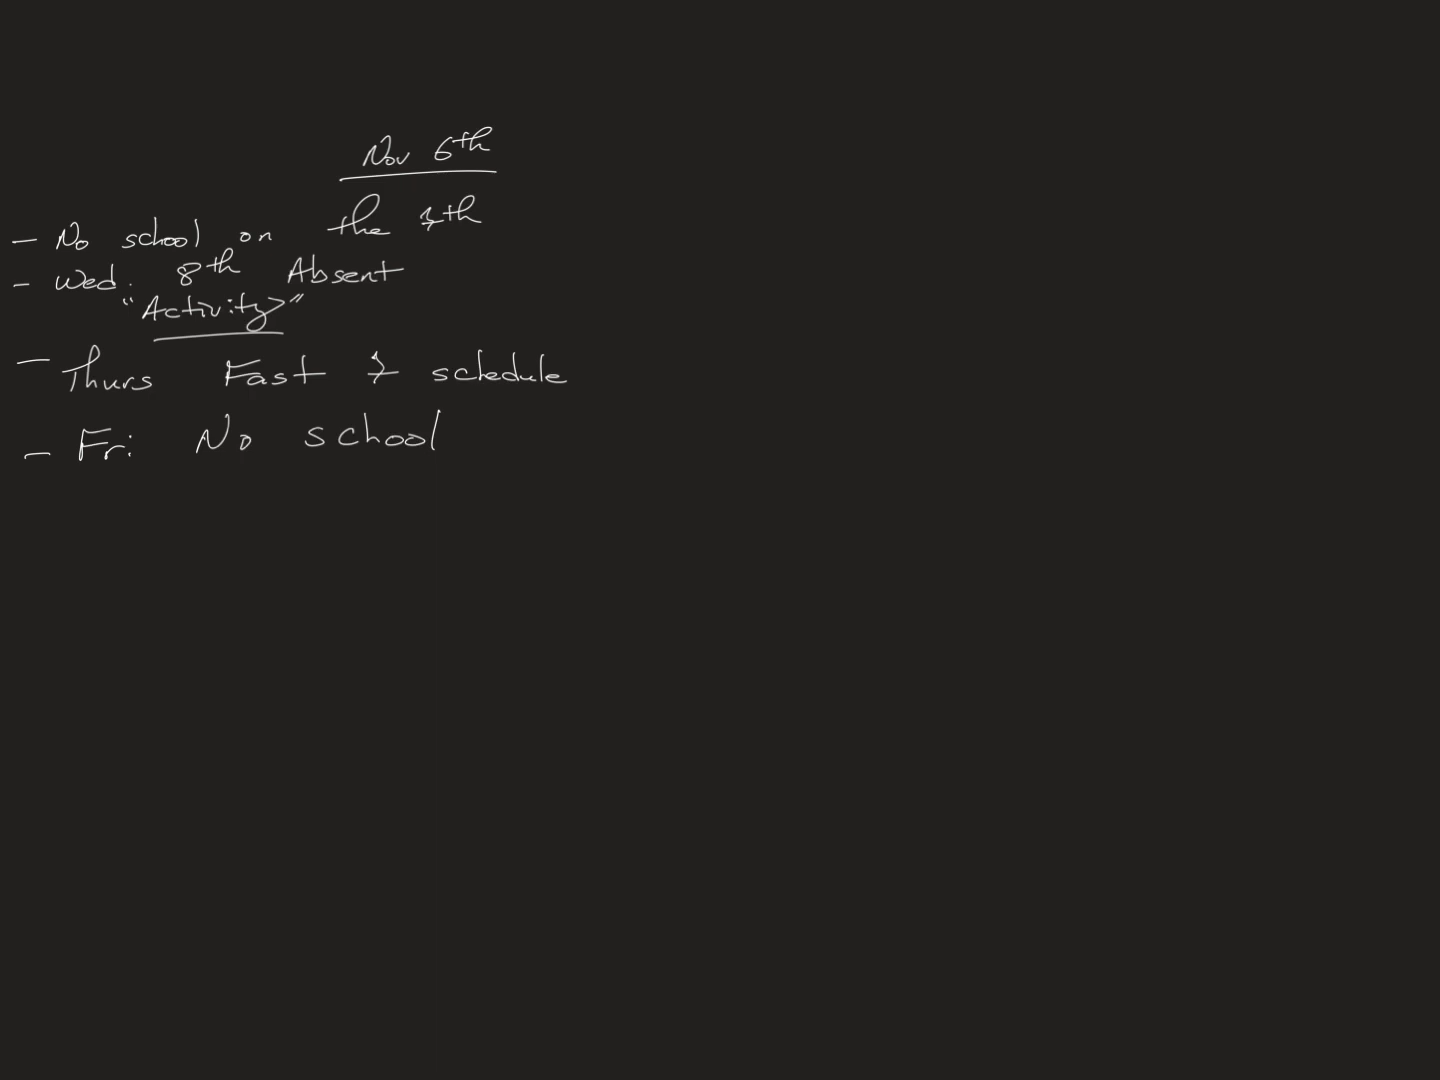 Nov 6th
- No school on the 7th
- Wed. 8th Absent
"Activity"
- Thurs Fast 7 schedule
- Fri: No school